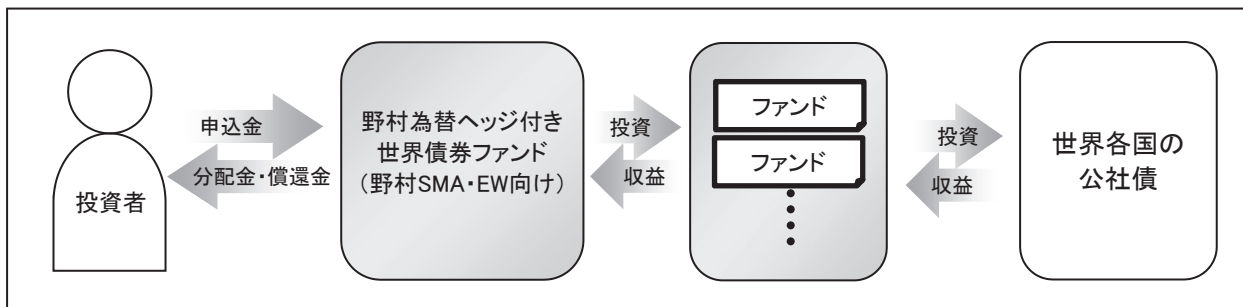 投資者
申込金
分配金・償還金
野村為替ヘッジ付き
世界債券ファンド
（野村SMA・EW向け）
投資
収益
ファンド
ファンド
投資
収益
世界各国の
公社債